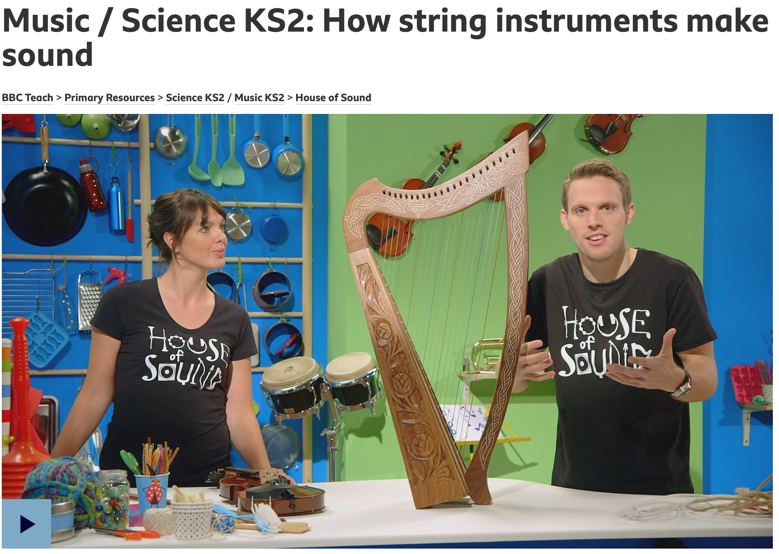 Music / Science KS2: How string instruments make
sound
BBC Teach > Primary Resources > Science KS2 / Music KS2 > House of Sound
HOUSE
of
SOUND
HOUSE
of
SOUND